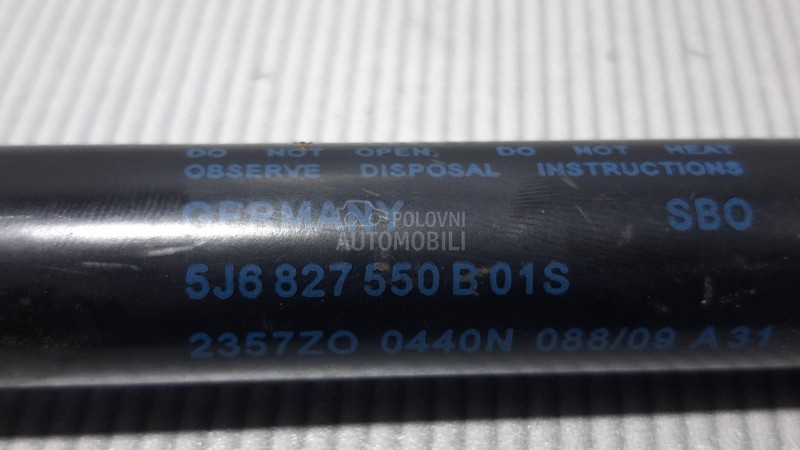 DO NOT OPEN. DO NOT HEAT
OBSERVE DISPOSAL INSTRUCTIONS
GERMANY SBO
POLOVNI
AUTOMOBILI
5J6 827 550 B 01S
2357ZO 0440N 088/09 A31